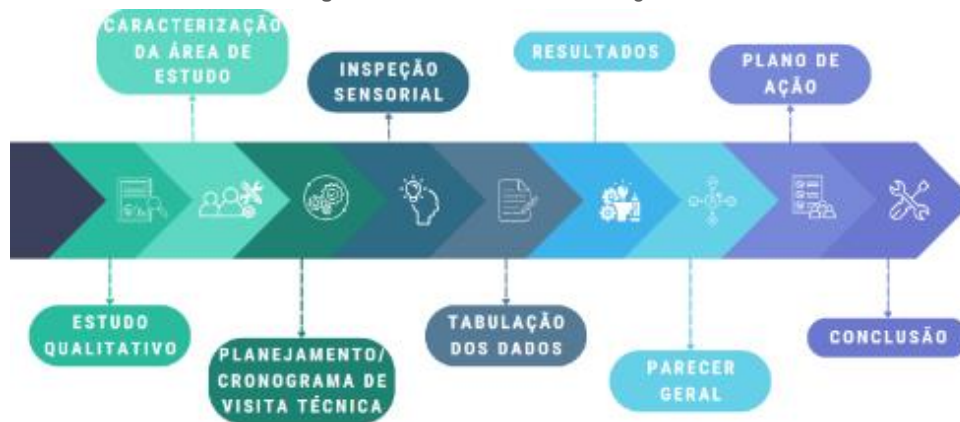 CARACTERIZAÇÃO
DA ÁREA DE
ESTUDO
INSPEÇÃO
SENSORIAL
RESULTADOS
PLANO DE
AÇÃO
ESTUDO
QUALITATIVO
PLANEJAMENTO/
CRONOGRAMA DE
VISITA TÉCNICA
TABULAÇÃO
DOS DADOS
PARECER
GERAL
CONCLUSÃO